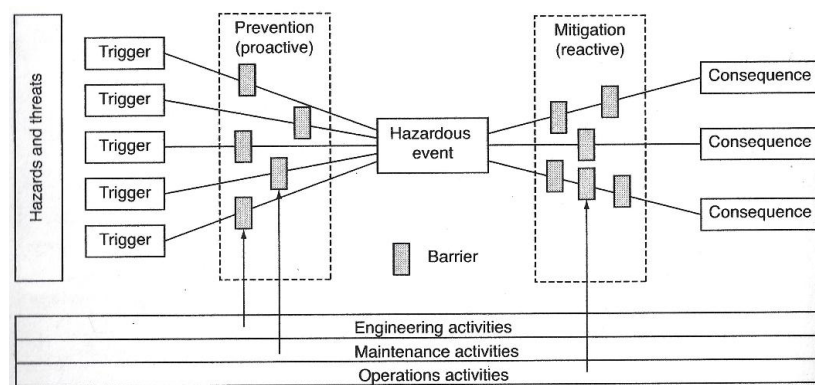 Hazards and threats
Trigger
Trigger
Trigger
Trigger
Trigger
Prevention
(proactive)
Hazardous
event
Mitigation
(reactive)
Consequence
Consequence
Consequence
Barrier
Engineering activities
Maintenance activities
Operations activities